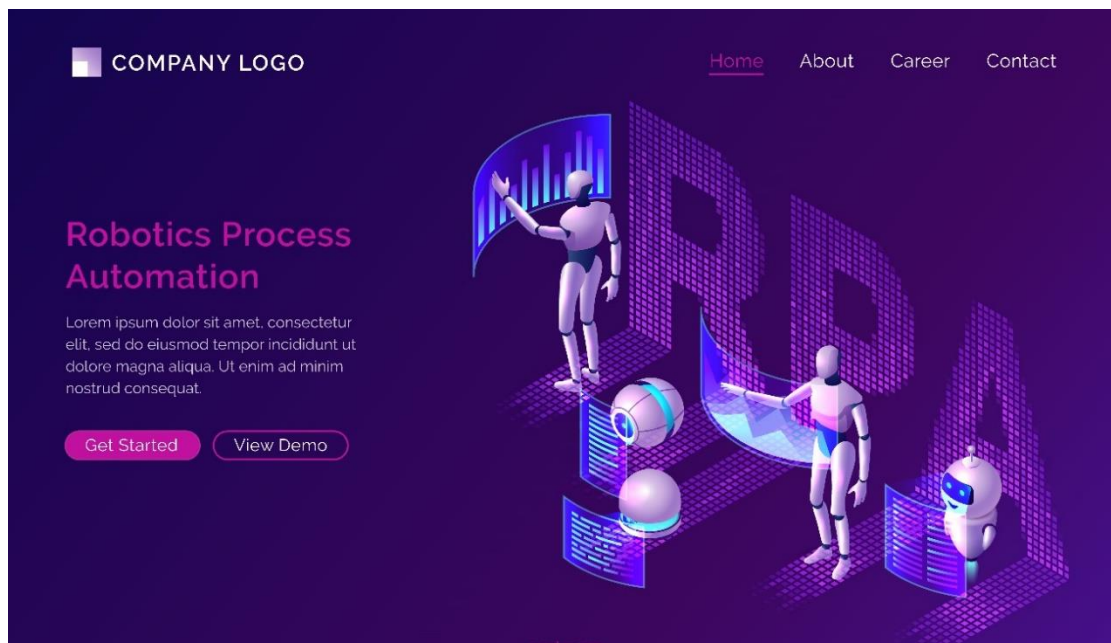 COMPANY LOGO
Home About Career Contact
Robotics Process
Automation
Lorem ipsum dolor sit amet, consectetur
elit, sed do eiusmod tempor incididunt ut
dolore magna aliqua. Ut enim ad minim
nostrud consequat.
Get Started View Demo
RPA